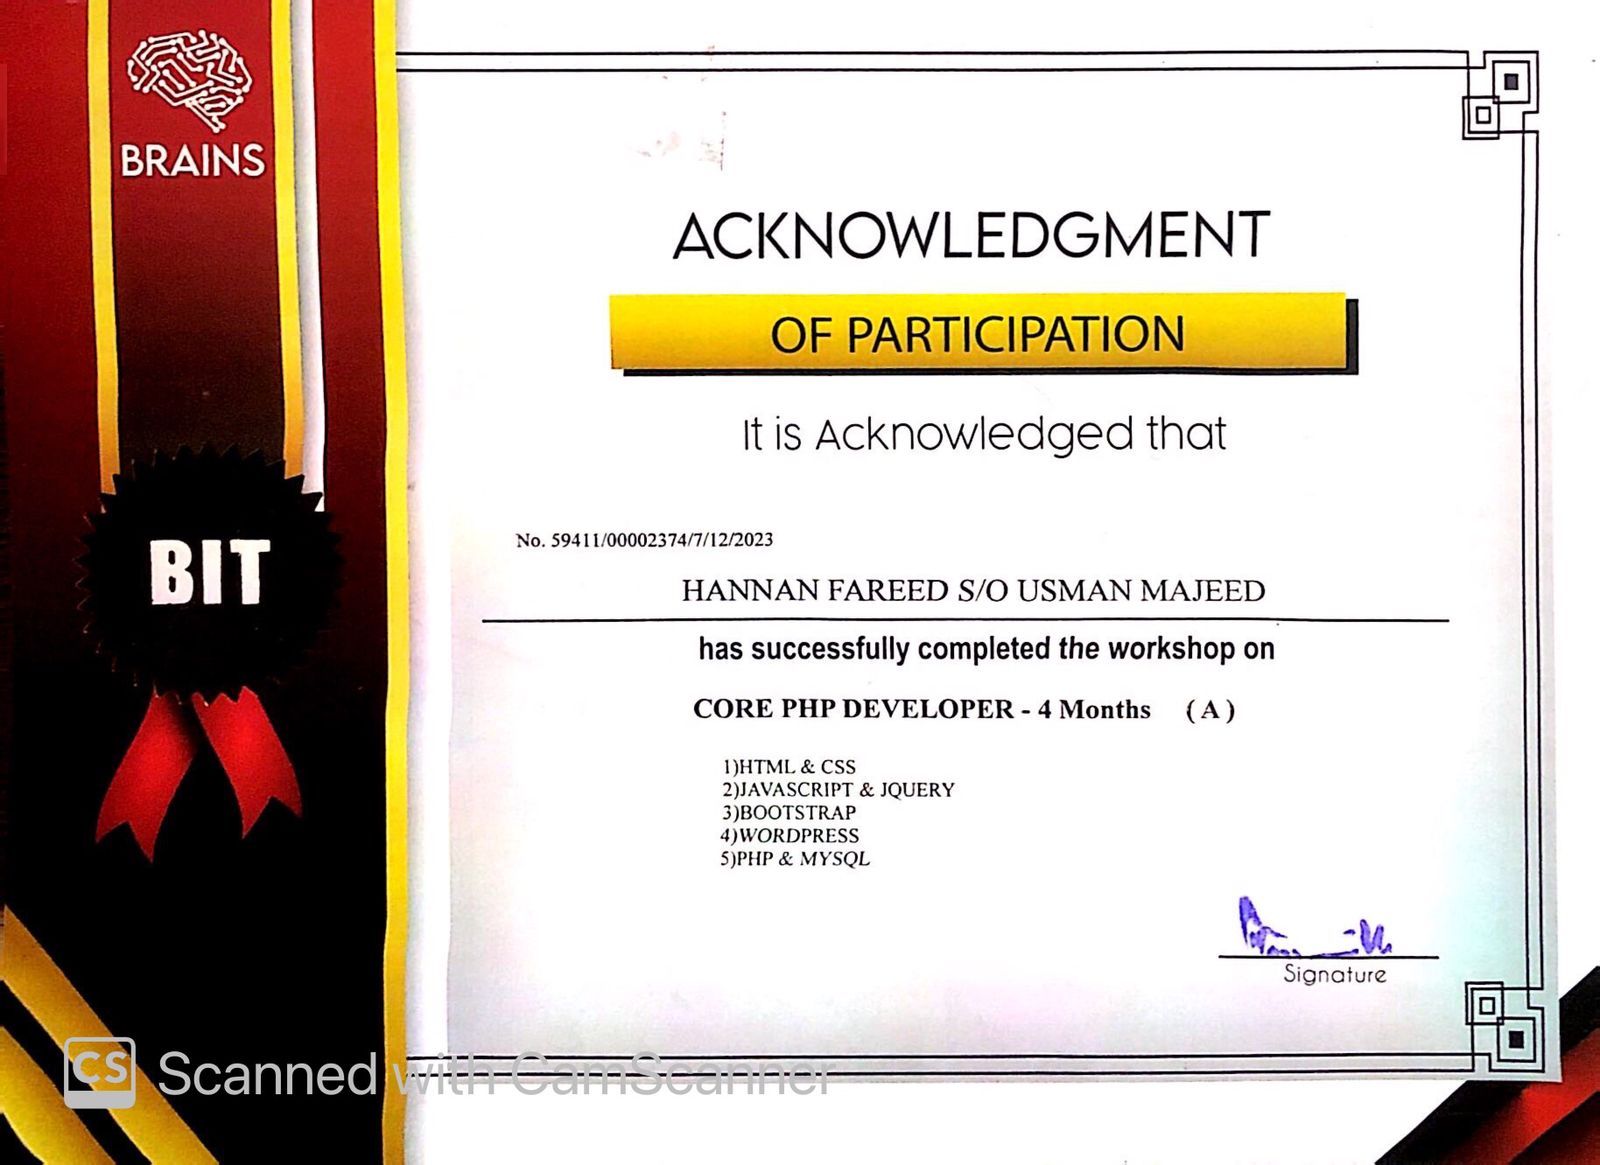 BRAINS
BIT
ACKNOWLEDGMENT
OF PARTICIPATION
It is Acknowledged that
No. 59411/00002374/7/12/2023
HANNAN FAREED S/O USMAN MAJEED
has successfully completed the workshop on
CORE PHP DEVELOPER - 4 Months ( A )
1)HTML & CSS
2)JAVASCRIPT & JQUERY
3)BOOTSTRAP
4)WORDPRESS
5)PHP & MYSQL
Signature
CS Scanned with CamScanner